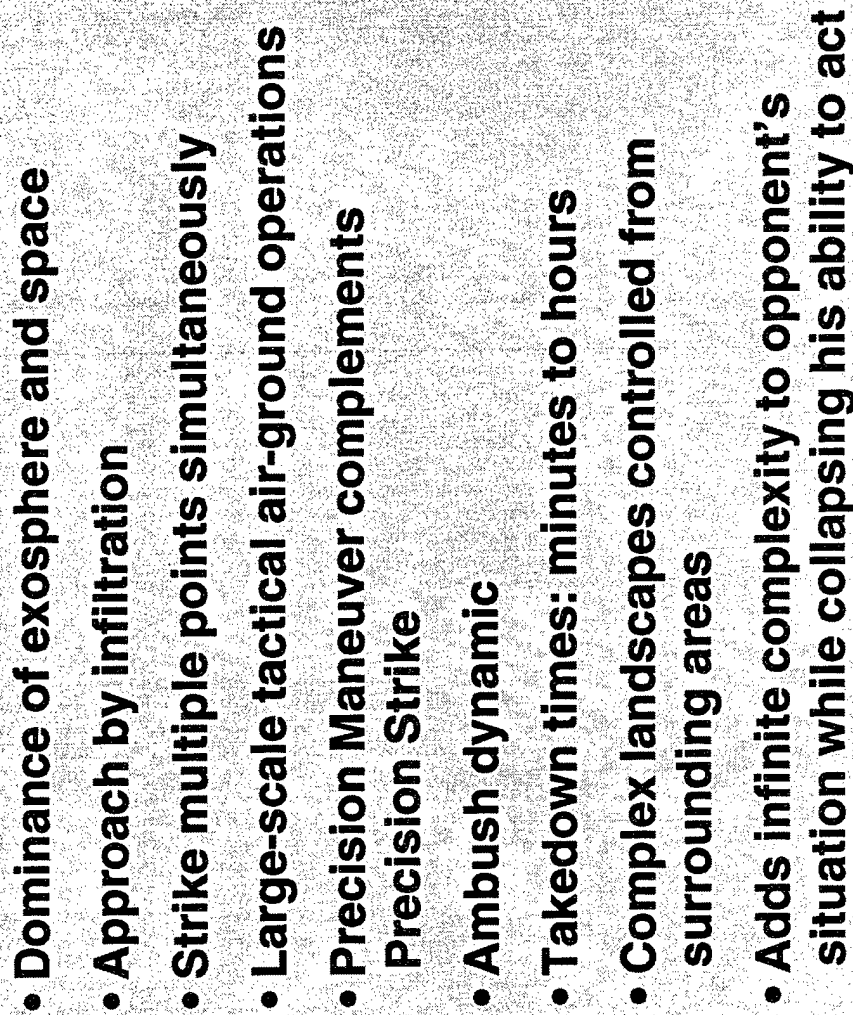 • Dominance of exosphere and space
• Approach by infiltration
• Strike multiple points simultaneously
• Large-scale tactical air-ground operations
• Precision Maneuver complements
Precision Strike
• Ambush dynamic
• Takedown times: minutes to hours
• Complex landscapes controlled from
surrounding areas
• Adds infinite complexity to opponent's
situation while collapsing his ability to act